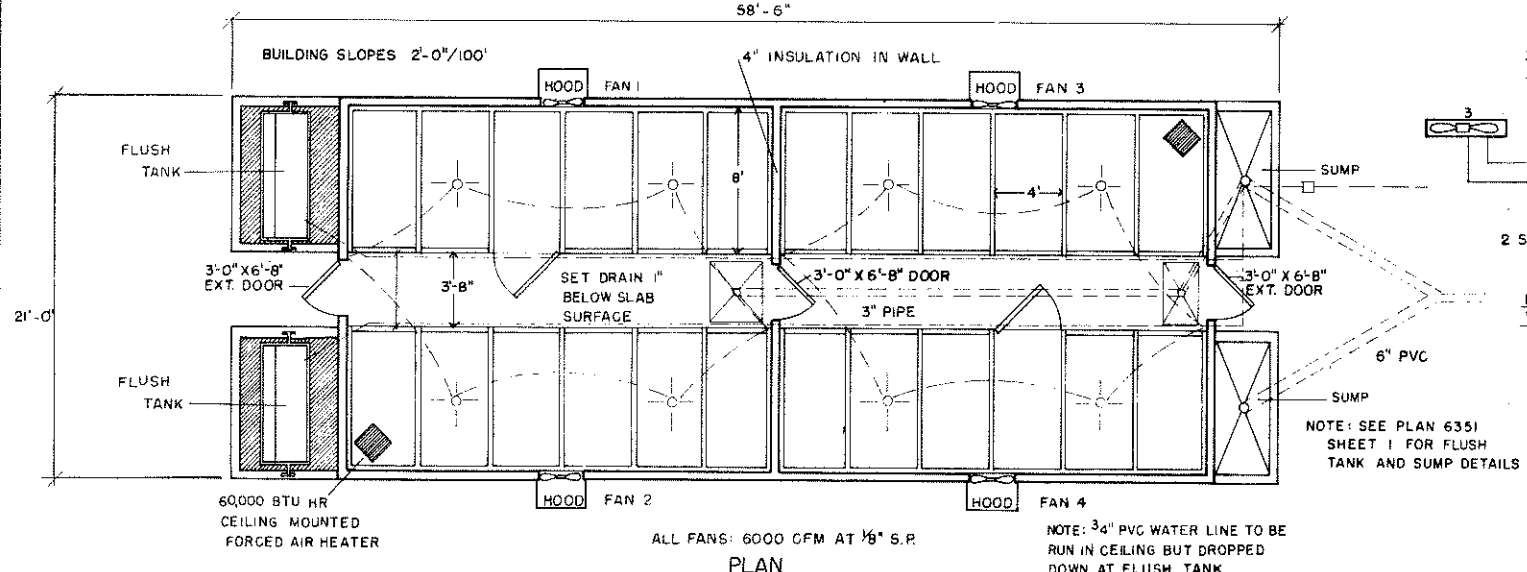 58'-6"
BUILDING SLOPES 2'-0"/100'
4" INSULATION IN WALL
HOOD
FAN 1
HOOD
FAN 3
3
FLUSH
TANK
8'
4'
SUMP
2 S
3'-0" X 6'-8"
EXT. DOOR
3'-8"
SET DRAIN 1"
BELOW SLAB
SURFACE
3'-0" X 6'-8" DOOR
3" PIPE
3'-0" X 6'-8"
EXT. DOOR
21'-0"
6" PVC
FLUSH
TANK
SUMP
NOTE: SEE PLAN 6351
SHEET 1 FOR FLUSH
TANK AND SUMP DETAILS
60,000 BTU HR
CEILING MOUNTED
FORCED AIR HEATER
HOOD
FAN 2
HOOD
FAN 4
ALL FANS: 6000 CFM AT 1/8" S.P.
PLAN
NOTE: 3/4" PVC WATER LINE TO BE
RUN IN CEILING BUT DROPPED
DOWN AT FLUSH TANK